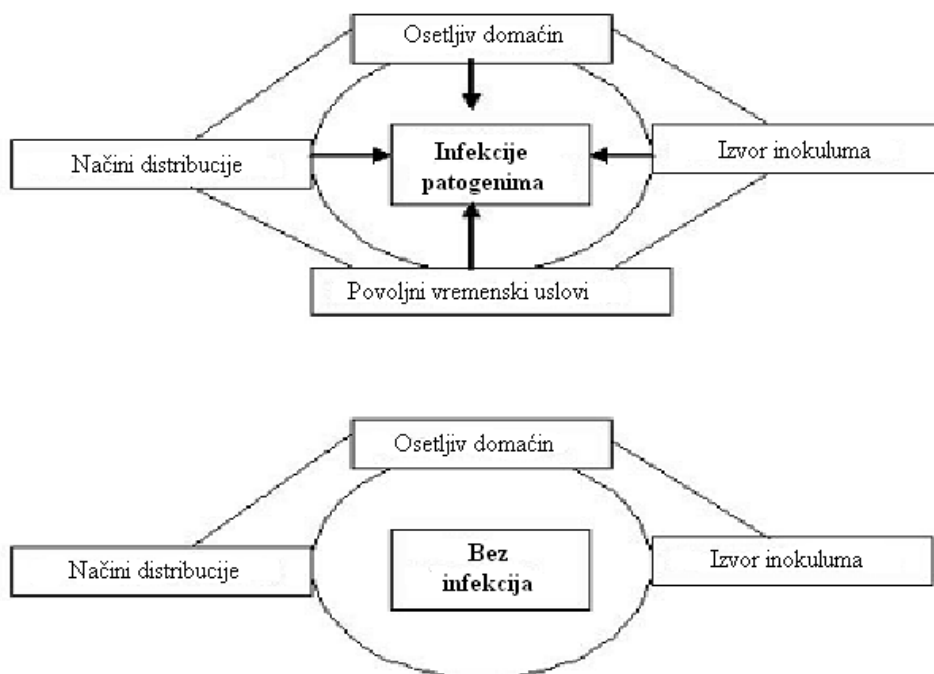 Osetljiv domaćin
Načini distribucije
Infekcije
patogenima
Izvor inokuluma
Povoljni vremenski uslovi
Osetljiv domaćin
Načini distribucije
Bez
infekcija
Izvor inokuluma